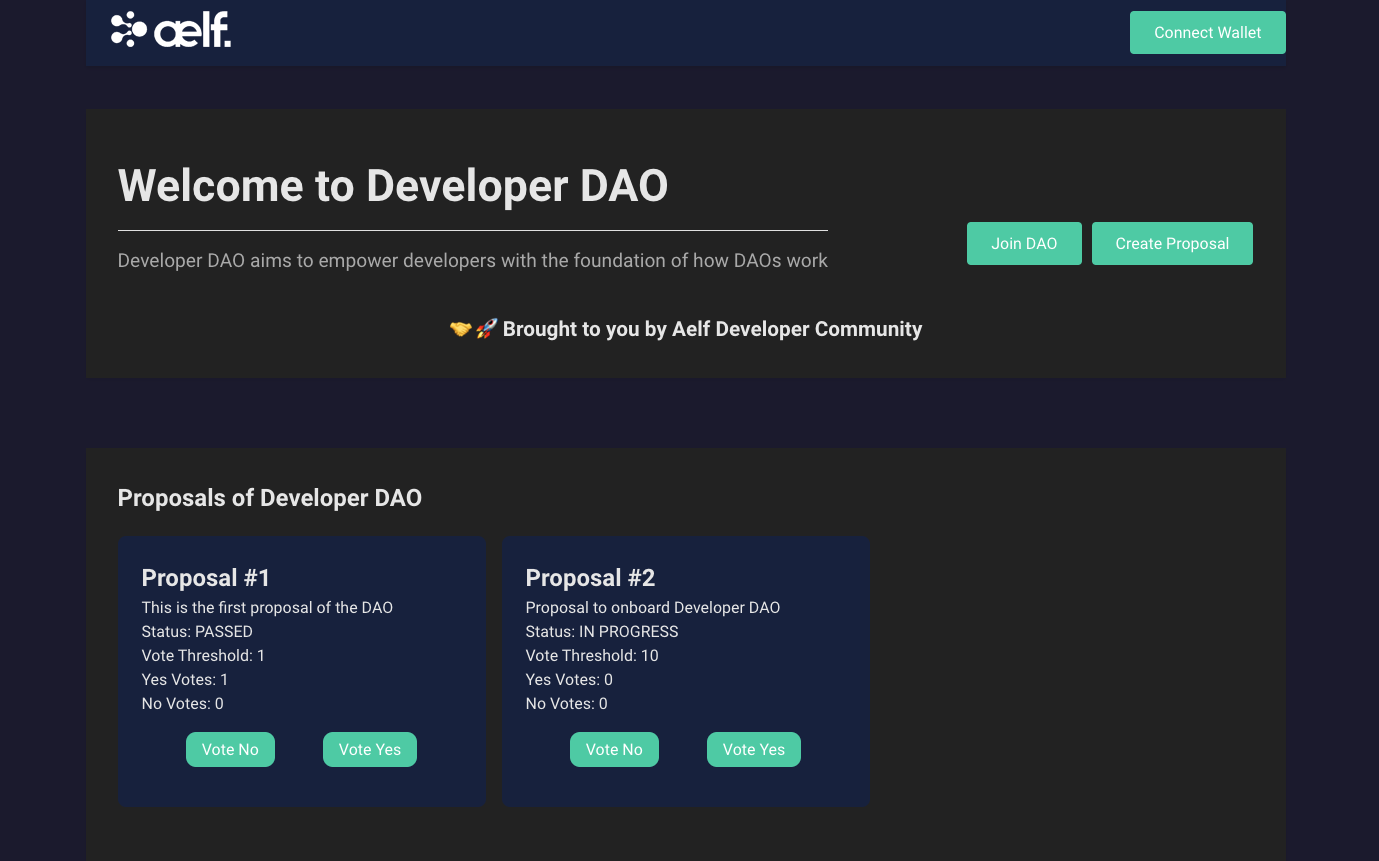 aelf.
Connect Wallet
Welcome to Developer DAO
Developer DAO aims to empower developers with the foundation of how DAOs work
Join DAO
Create Proposal
🤝🚀 Brought to you by Aelf Developer Community
Proposals of Developer DAO
Proposal #1
This is the first proposal of the DAO
Status: PASSED
Vote Threshold: 1
Yes Votes: 1
No Votes: 0
Vote No
Vote Yes
Proposal #2
Proposal to onboard Developer DAO
Status: IN PROGRESS
Vote Threshold: 10
Yes Votes: 0
No Votes: 0
Vote No
Vote Yes